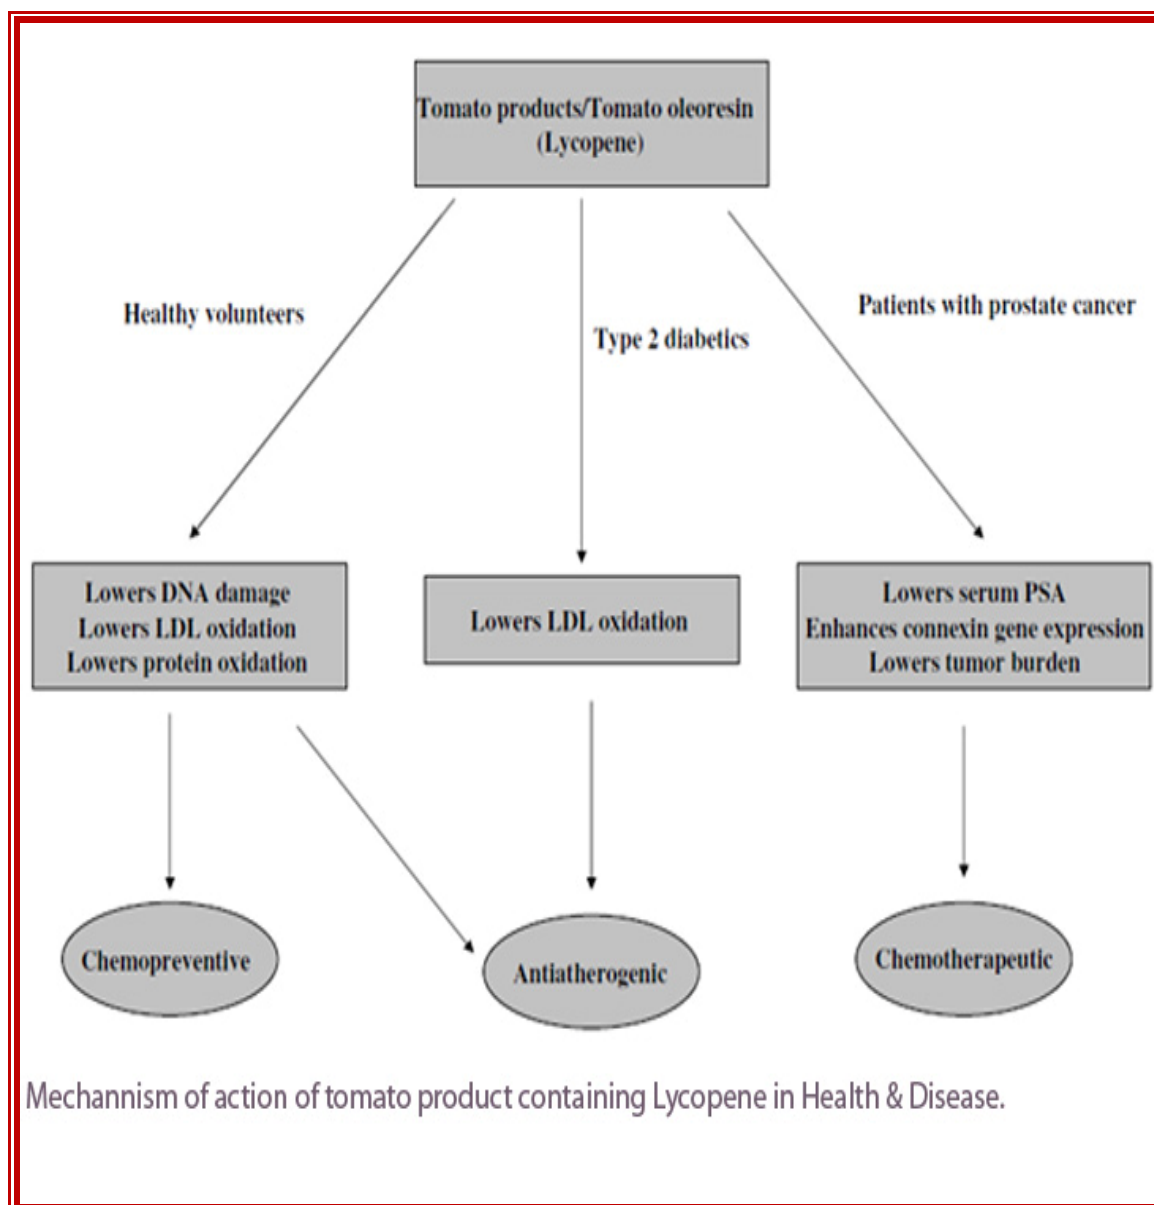 Tomato products/Tomato oleoresin
(Lycopene)
Healthy volunteers
Type 2 diabetics
Patients with prostate cancer
Lowers DNA damage
Lowers LDL oxidation
Lowers protein oxidation
Lowers LDL oxidation
Lowers serum PSA
Enhances connexin gene expression
Lowers tumor burden
Chemopreventive
Antiatherogenic
Chemotherapeutic
Mechannism of action of tomato product containing Lycopene in Health & Disease.